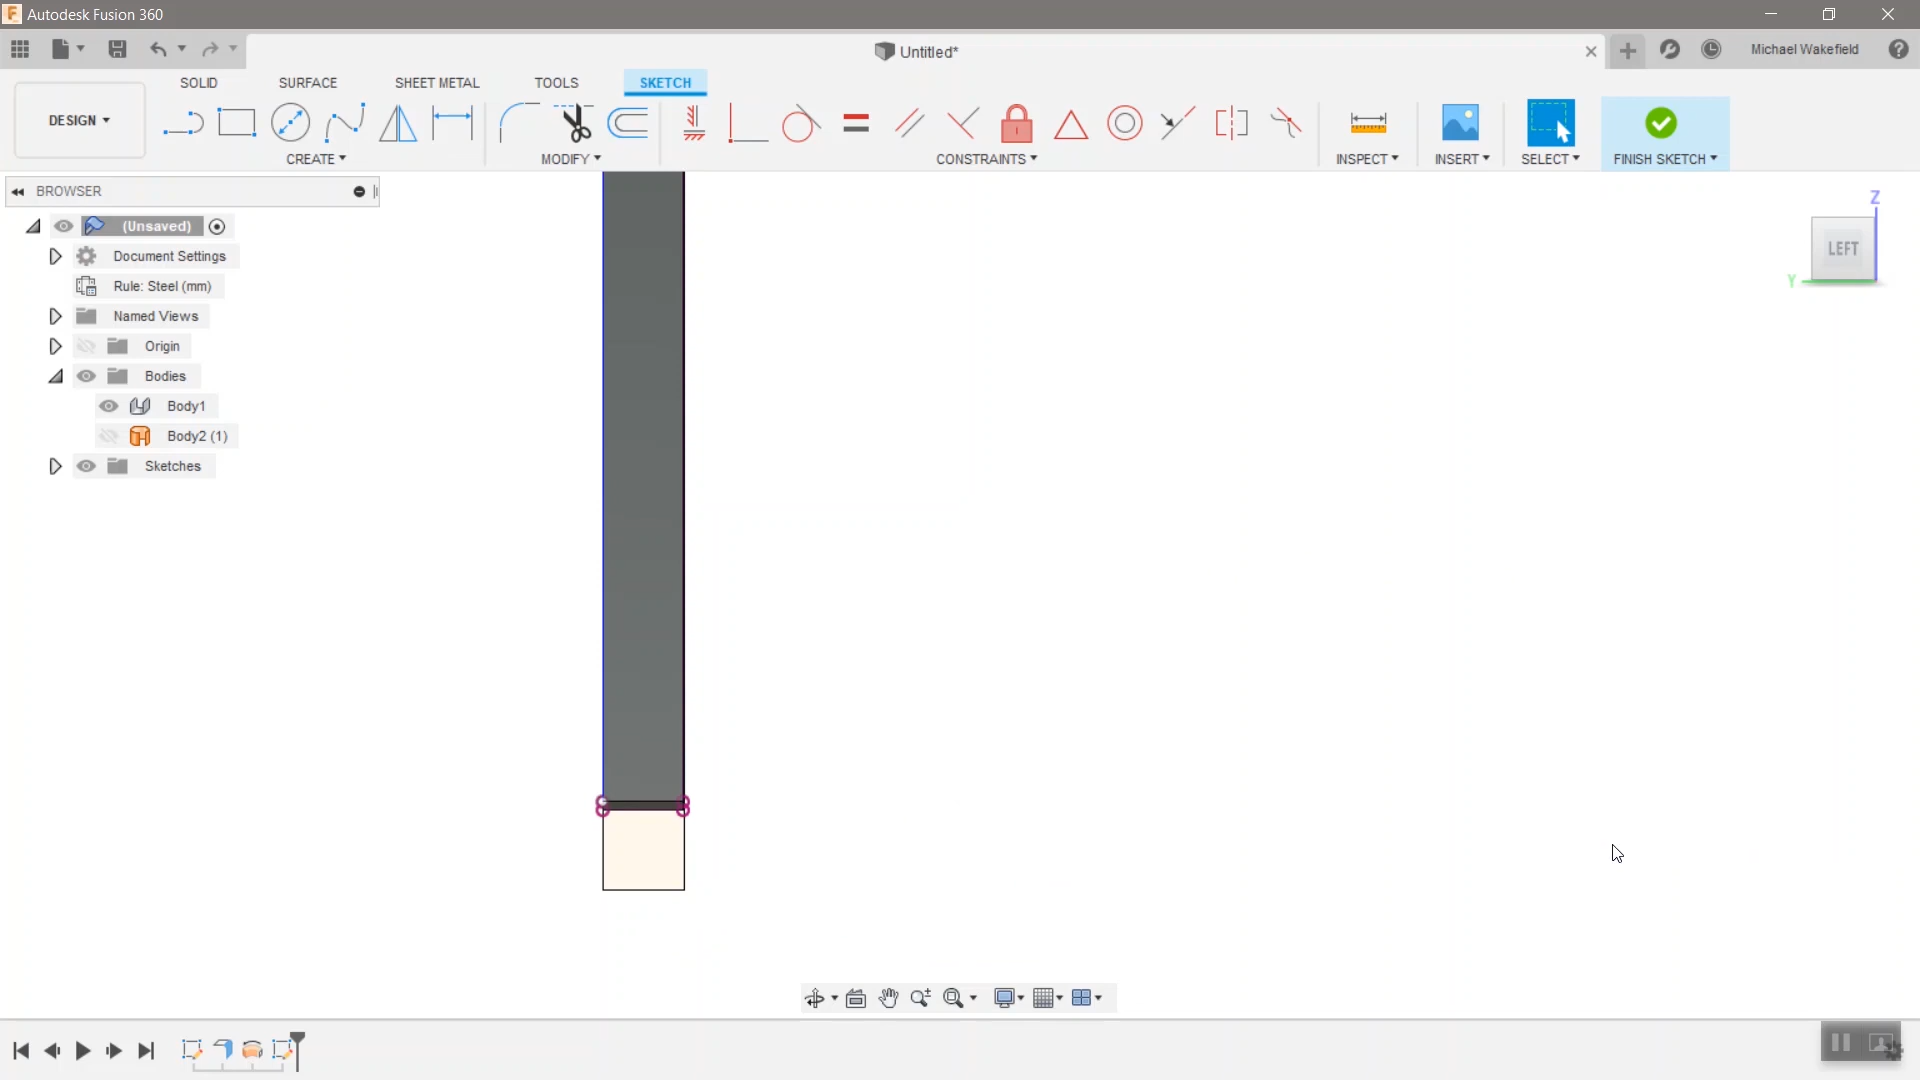 Autodesk Fusion 360
Untitled*
Michael Wakefield
SOLID SURFACE SHEET METAL TOOLS SKETCH
DESIGN
CREATE MODIFY CONSTRAINTS INSPECT INSERT SELECT FINISH SKETCH
BROWSER
(Unsaved)
Document Settings
Rule: Steel (mm)
Named Views
Origin
Bodies
Body1
Body2 (1)
Sketches
Z
LEFT
Y